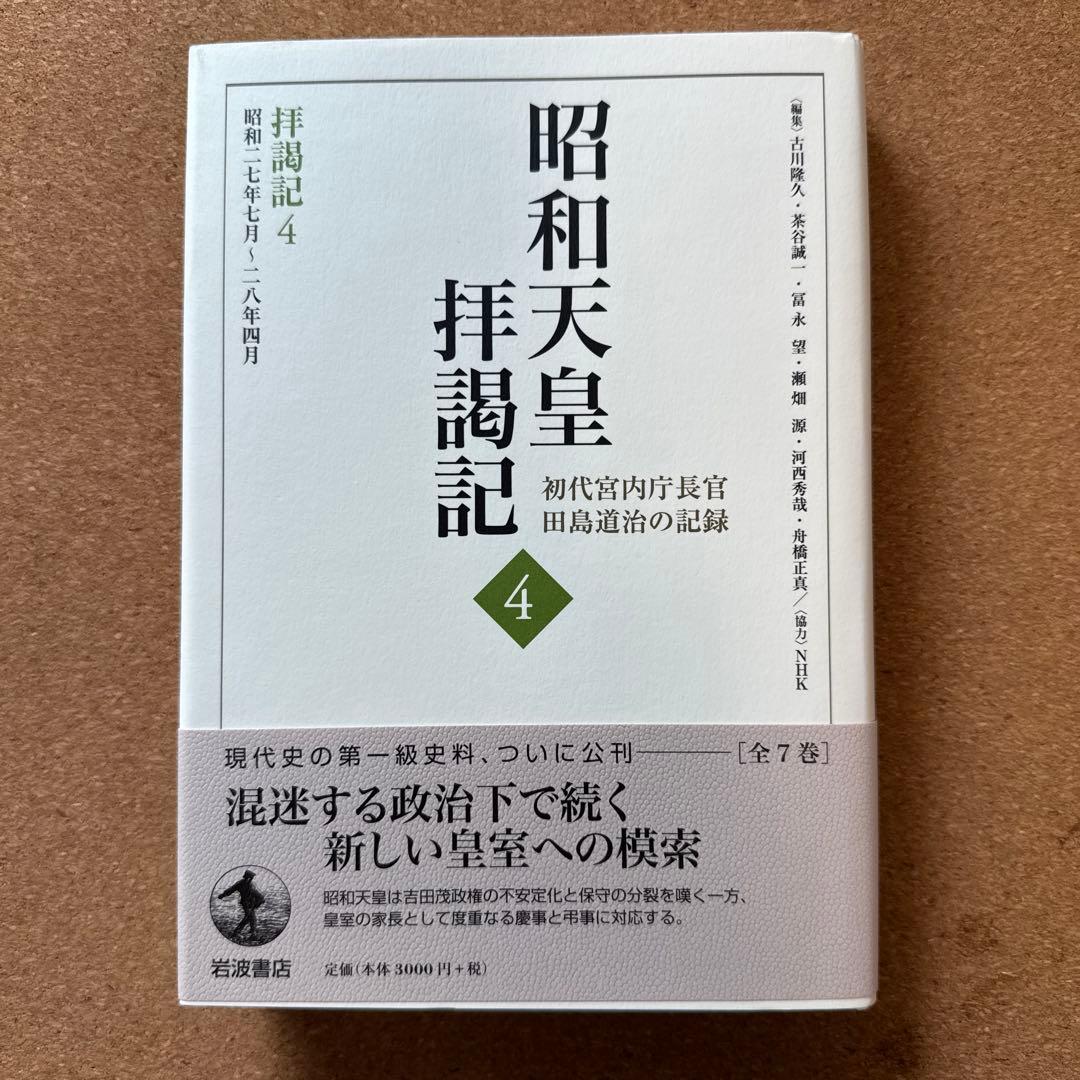 〈編集〉古川隆久・茶谷誠一・冨永 望・瀬畑 源・河西秀哉・舟橋正真/〈協力〉NHK
昭和天皇
拝謁記
初代宮内庁長官
田島道治の記録
4
拝謁記 4
昭和二七年七月~二八年四月
現代史の第一級史料、ついに公刊――[全7巻]
混迷する政治下で続く
新しい皇室への模索
昭和天皇は吉田茂政権の不安定化と保守の分裂を嘆く一方、
皇室の家長として度重なる慶事と弔事に対応する。
岩波書店
定価(本体3000円+税)